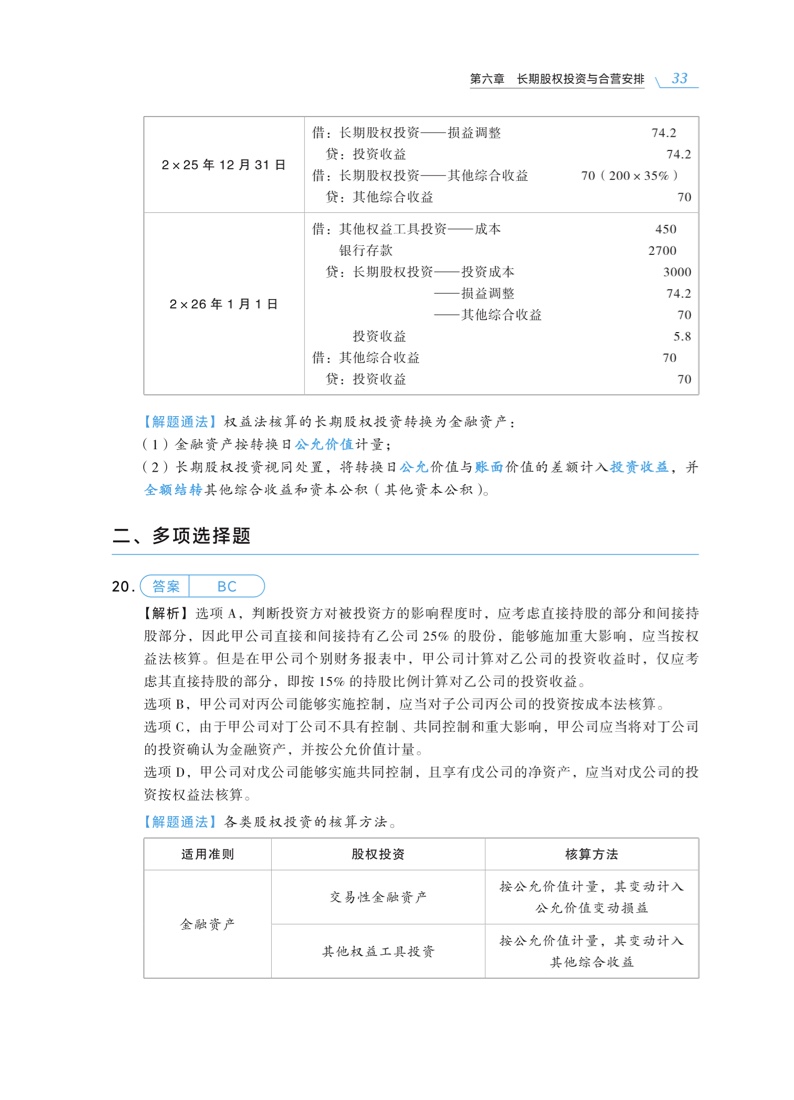 第六章　长期股权投资与合营安排　33
2×25 年 12 月 31 日
借：长期股权投资——损益调整　74.2
贷：投资收益　74.2
借：长期股权投资——其他综合收益　70（200×35%）
贷：其他综合收益　70
2×26 年 1 月 1 日
借：其他权益工具投资——成本　450
银行存款　2700
贷：长期股权投资——投资成本　3000
——损益调整　74.2
——其他综合收益　70
投资收益　5.8
借：其他综合收益　70
贷：投资收益　70
【解题通法】权益法核算的长期股权投资转换为金融资产：
（1）金融资产按转换日公允价值计量；
（2）长期股权投资视同处置，将转换日公允价值与账面价值的差额计入投资收益，并
全额结转其他综合收益和资本公积（其他资本公积）。
二、多项选择题
20. 答案　BC
【解析】选项 A，判断投资方对被投资方的影响程度时，应考虑直接持股的部分和间接持
股部分，因此甲公司直接和间接持有乙公司 25% 的股份，能够施加重大影响，应当按权
益法核算。但是在甲公司个别财务报表中，甲公司计算对乙公司的投资收益时，仅应考
虑其直接持股的部分，即按 15% 的持股比例计算对乙公司的投资收益。
选项 B，甲公司对丙公司能够实施控制，应当对子公司丙公司的投资按成本法核算。
选项 C，由于甲公司对丁公司不具有控制、共同控制和重大影响，甲公司应当将对丁公司
的投资确认为金融资产，并按公允价值计量。
选项 D，甲公司对戊公司能够实施共同控制，且享有戊公司的净资产，应当对戊公司的投
资按权益法核算。
【解题通法】各类股权投资的核算方法。
适用准则　股权投资　核算方法
金融资产
交易性金融资产
按公允价值计量，其变动计入
公允价值变动损益
其他权益工具投资
按公允价值计量，其变动计入
其他综合收益